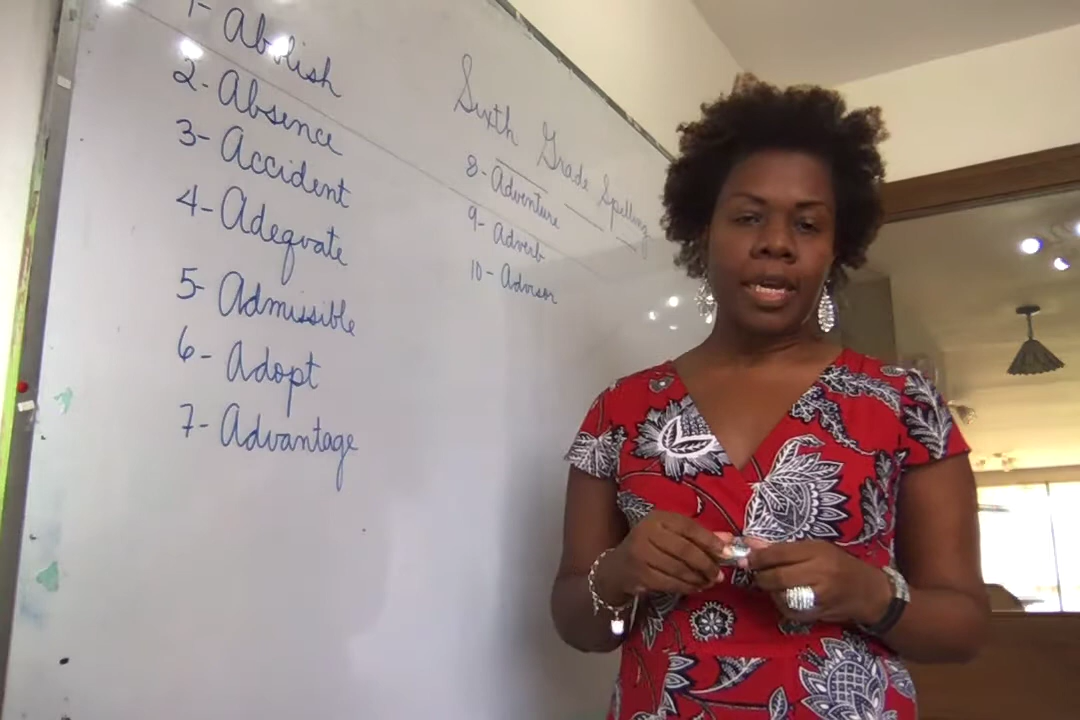 1- Abolish
2- Absence
3- Accident
4- Adequate
5- Admissible
6- Adopt
7- Advantage
Sixth Grade Spelling
8- Adventure
9- Adverb
10- Advisor